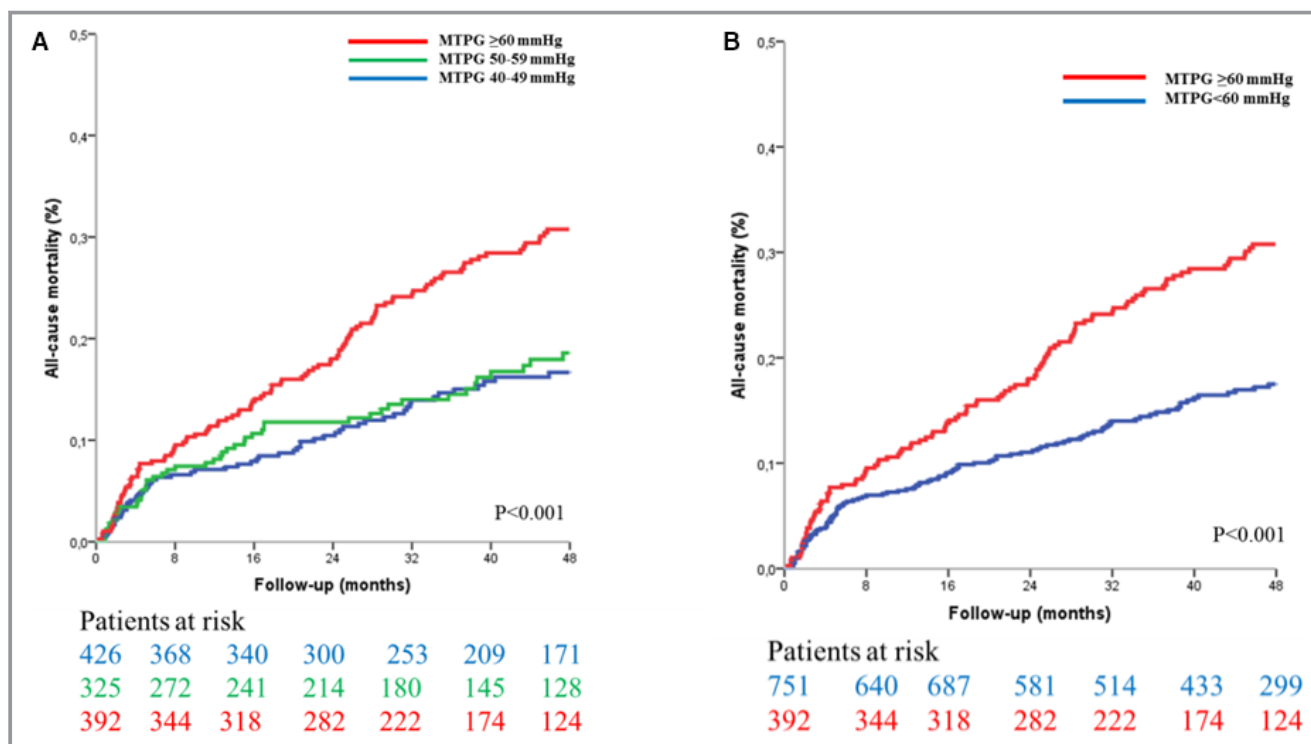 A
MTPG ≥60 mmHg
MTPG 50-59 mmHg
MTPG 40-49 mmHg
0,5
0,4
0,3
0,2
0,1
0,0
All-cause mortality (%)
P<0.001
0 8 16 24 32 40 48
Follow-up (months)
Patients at risk
426 368 340 300 253 209 171
325 272 241 214 180 145 128
392 344 318 282 222 174 124
B
MTPG ≥60 mmHg
MTPG<60 mmHg
0,5
0,4
0,3
0,2
0,1
0,0
All-cause mortality (%)
P<0.001
0 8 16 24 32 40 48
Follow-up (months)
Patients at risk
751 640 687 581 514 433 299
392 344 318 282 222 174 124